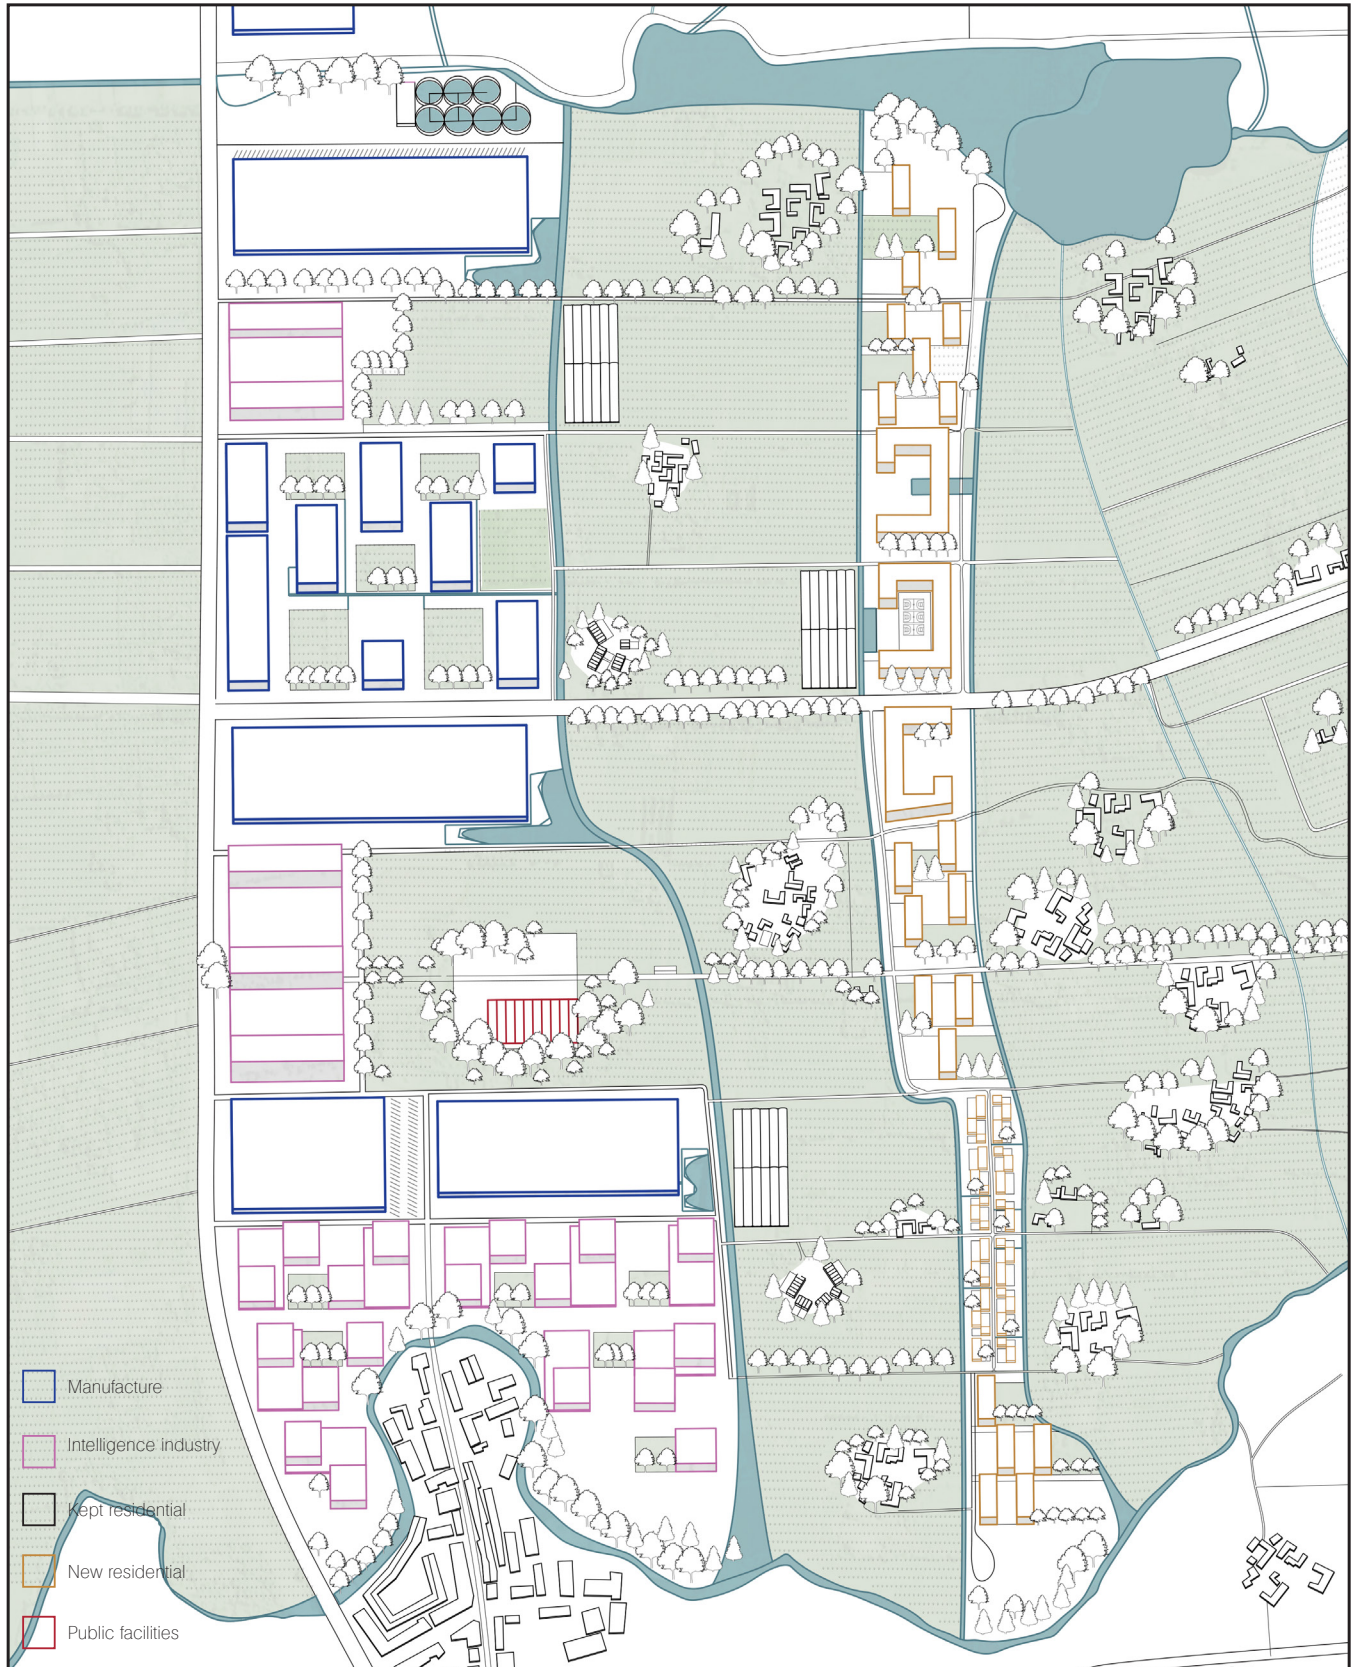 Manufacture
Intelligence industry
Kept residential
New residential
Public facilities